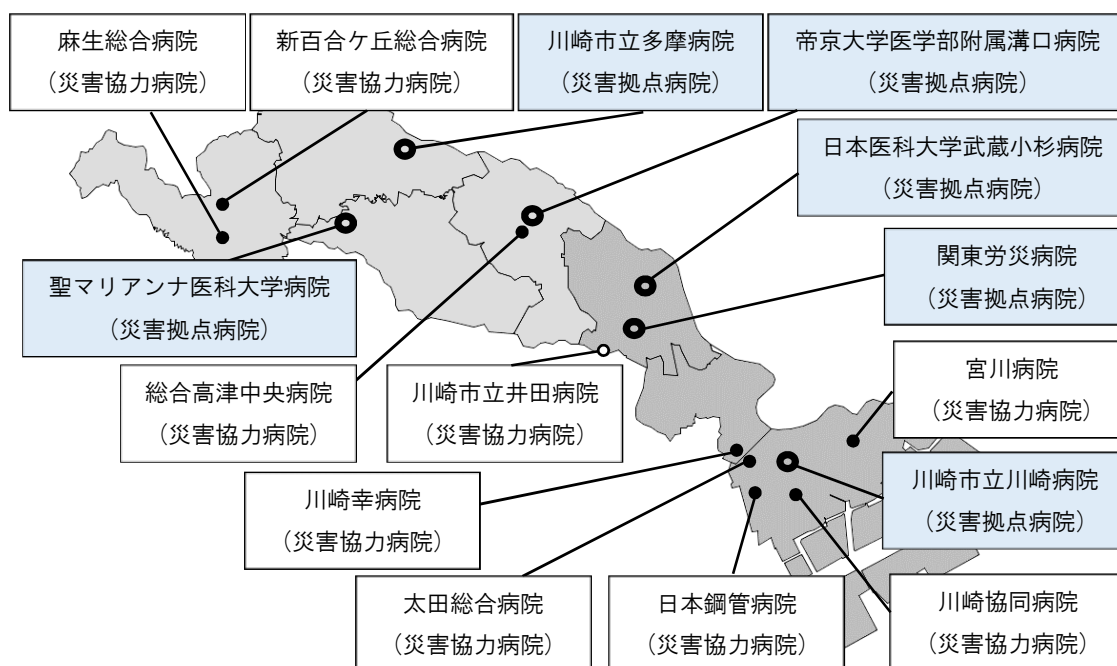 麻生総合病院
（災害協力病院）
新百合ケ丘総合病院
（災害協力病院）
川崎市立多摩病院
（災害拠点病院）
帝京大学医学部附属溝口病院
（災害拠点病院）
日本医科大学武蔵小杉病院
（災害拠点病院）
関東労災病院
（災害拠点病院）
聖マリアンナ医科大学病院
（災害拠点病院）
総合高津中央病院
（災害協力病院）
川崎市立井田病院
（災害協力病院）
宮川病院
（災害協力病院）
川崎市立川崎病院
（災害拠点病院）
川崎幸病院
（災害協力病院）
太田総合病院
（災害協力病院）
日本鋼管病院
（災害協力病院）
川崎協同病院
（災害協力病院）